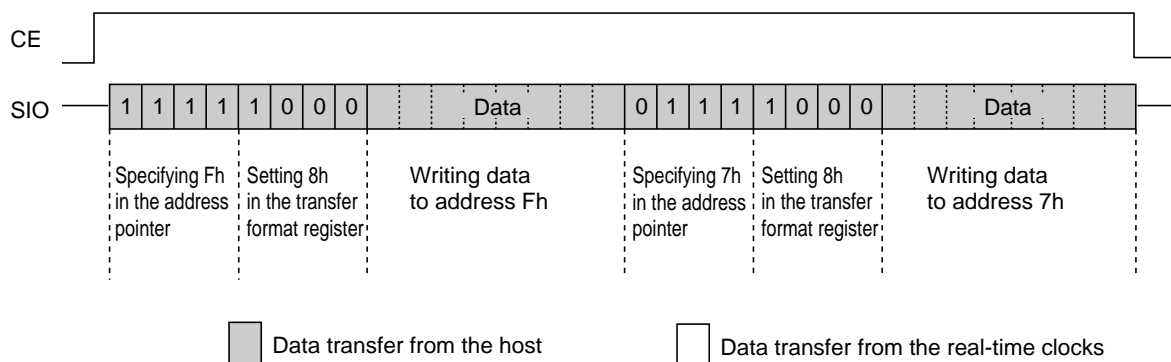 CE
SIO 1 1 1 1 1 0 0 0 Data 0 1 1 1 1 0 0 0 Data
Specifying Fh
in the address
pointer
Setting 8h
in the transfer
format register
Writing data
to address Fh
Specifying 7h
in the address
pointer
Setting 8h
in the transfer
format register
Writing data
to address 7h
Data transfer from the host
Data transfer from the real-time clocks